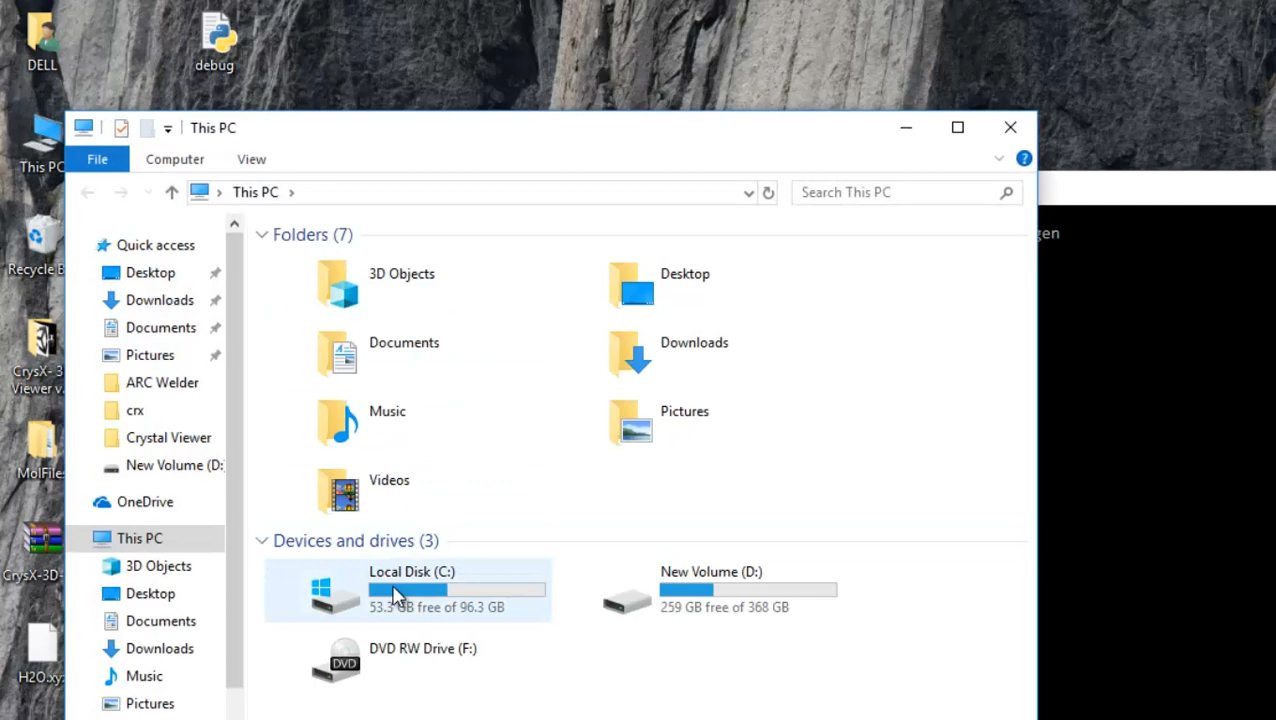 DELL
debug
This PC
Recycle B
CrysX- 3
Viewer v.
MolFiles
CrysX-3D-
H2O.xy
This PC
File
Computer
View
This PC
Search This PC
Quick access
Desktop
Downloads
Documents
Pictures
ARC Welder
crx
Crystal Viewer
New Volume (D:
OneDrive
This PC
3D Objects
Desktop
Documents
Downloads
Music
Pictures
Folders (7)
3D Objects
Desktop
Documents
Downloads
Music
Pictures
Videos
Devices and drives (3)
Local Disk (C:)
53.3 GB free of 96.3 GB
New Volume (D:)
259 GB free of 368 GB
DVD RW Drive (F:)
DVD
gen